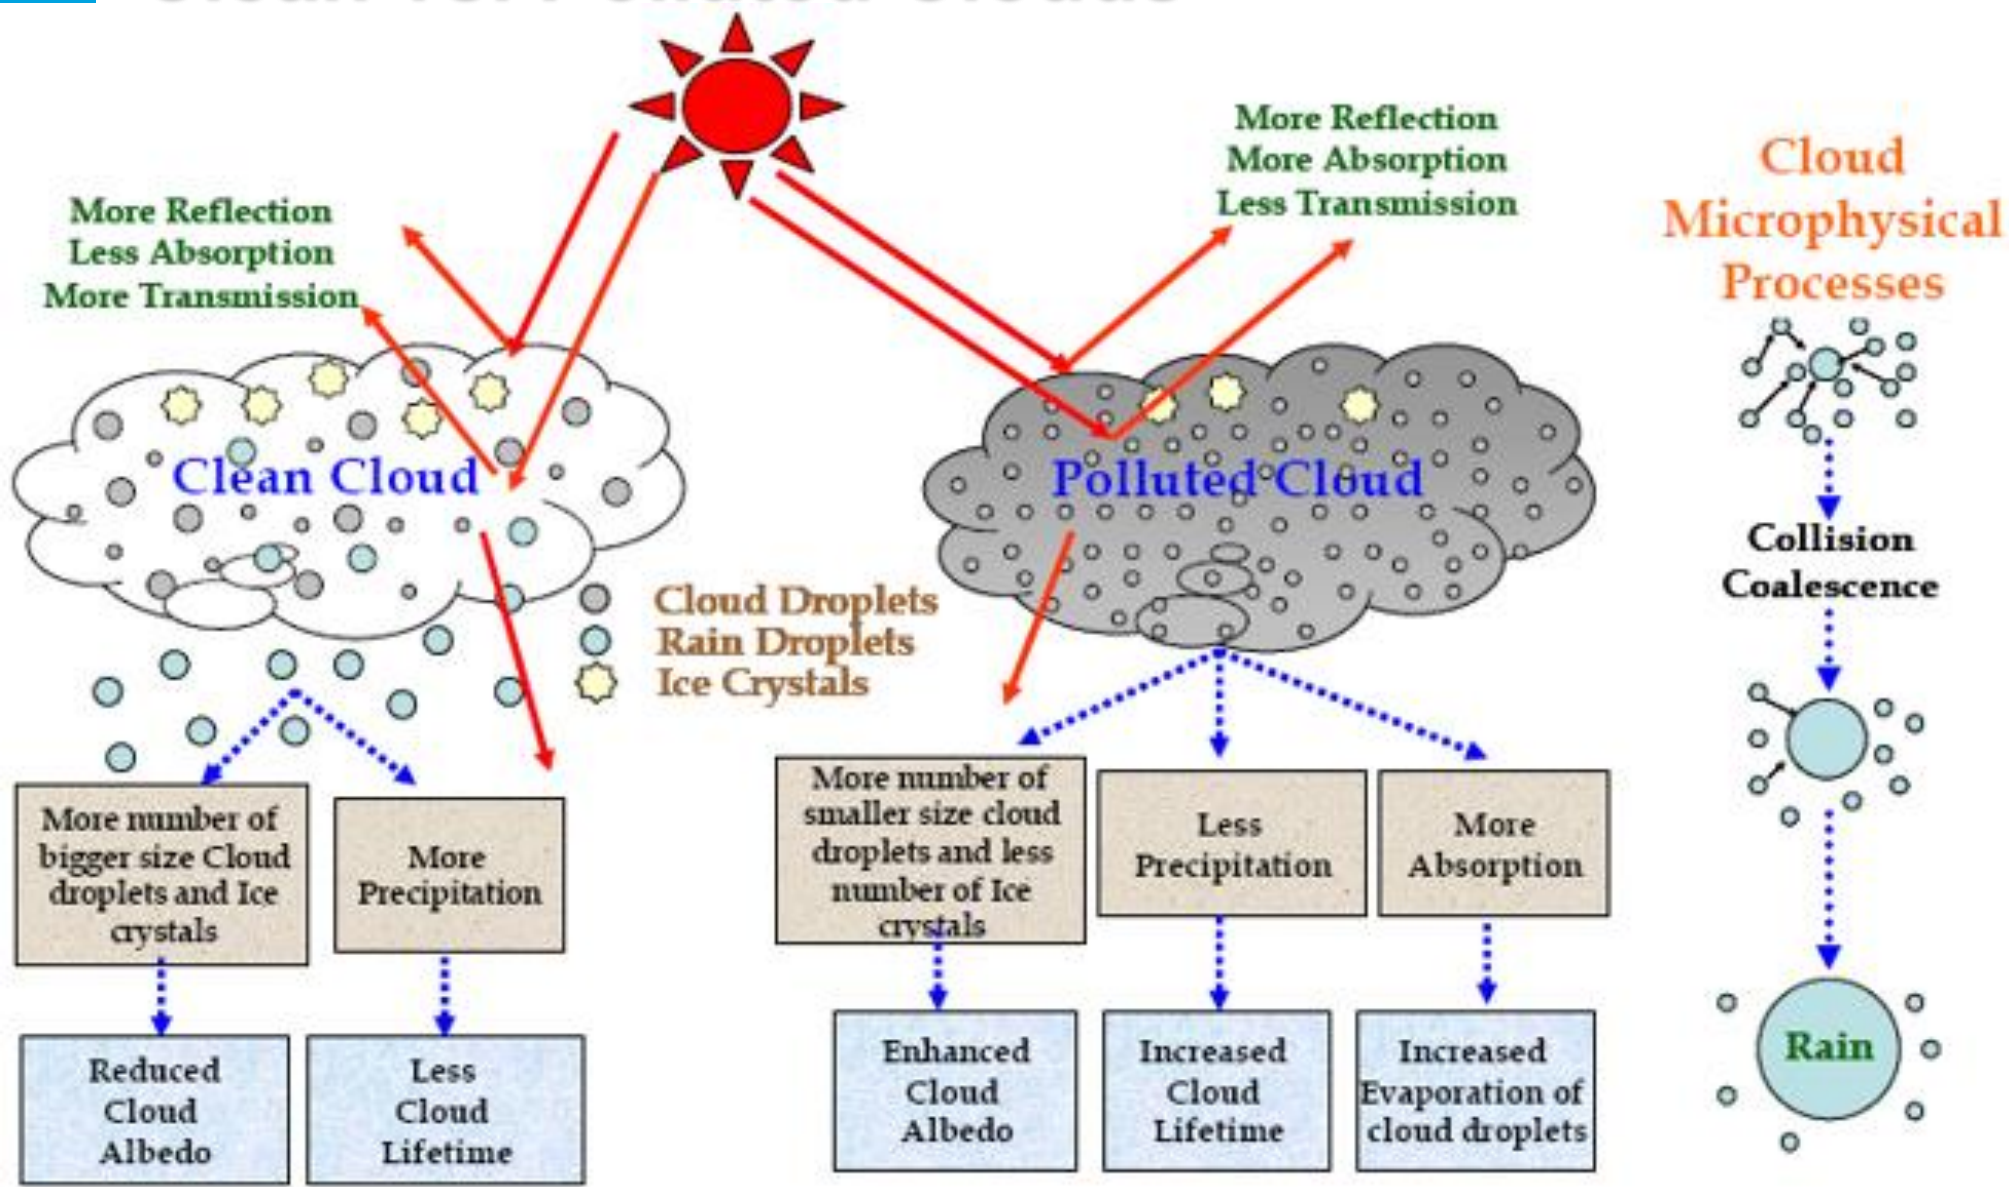 More Reflection
Less Absorption
More Transmission
More Reflection
More Absorption
Less Transmission
Clean Cloud
Polluted Cloud
Cloud Droplets
Rain Droplets
Ice Crystals
More number of
bigger size Cloud
droplets and Ice
crystals
More
Precipitation
Reduced
Cloud
Albedo
Less
Cloud
Lifetime
More number of
smaller size cloud
droplets and less
number of Ice
crystals
Less
Precipitation
More
Absorption
Enhanced
Cloud
Albedo
Increased
Cloud
Lifetime
Increased
Evaporation of
cloud droplets
Cloud
Microphysical
Processes
Collision
Coalescence
Rain